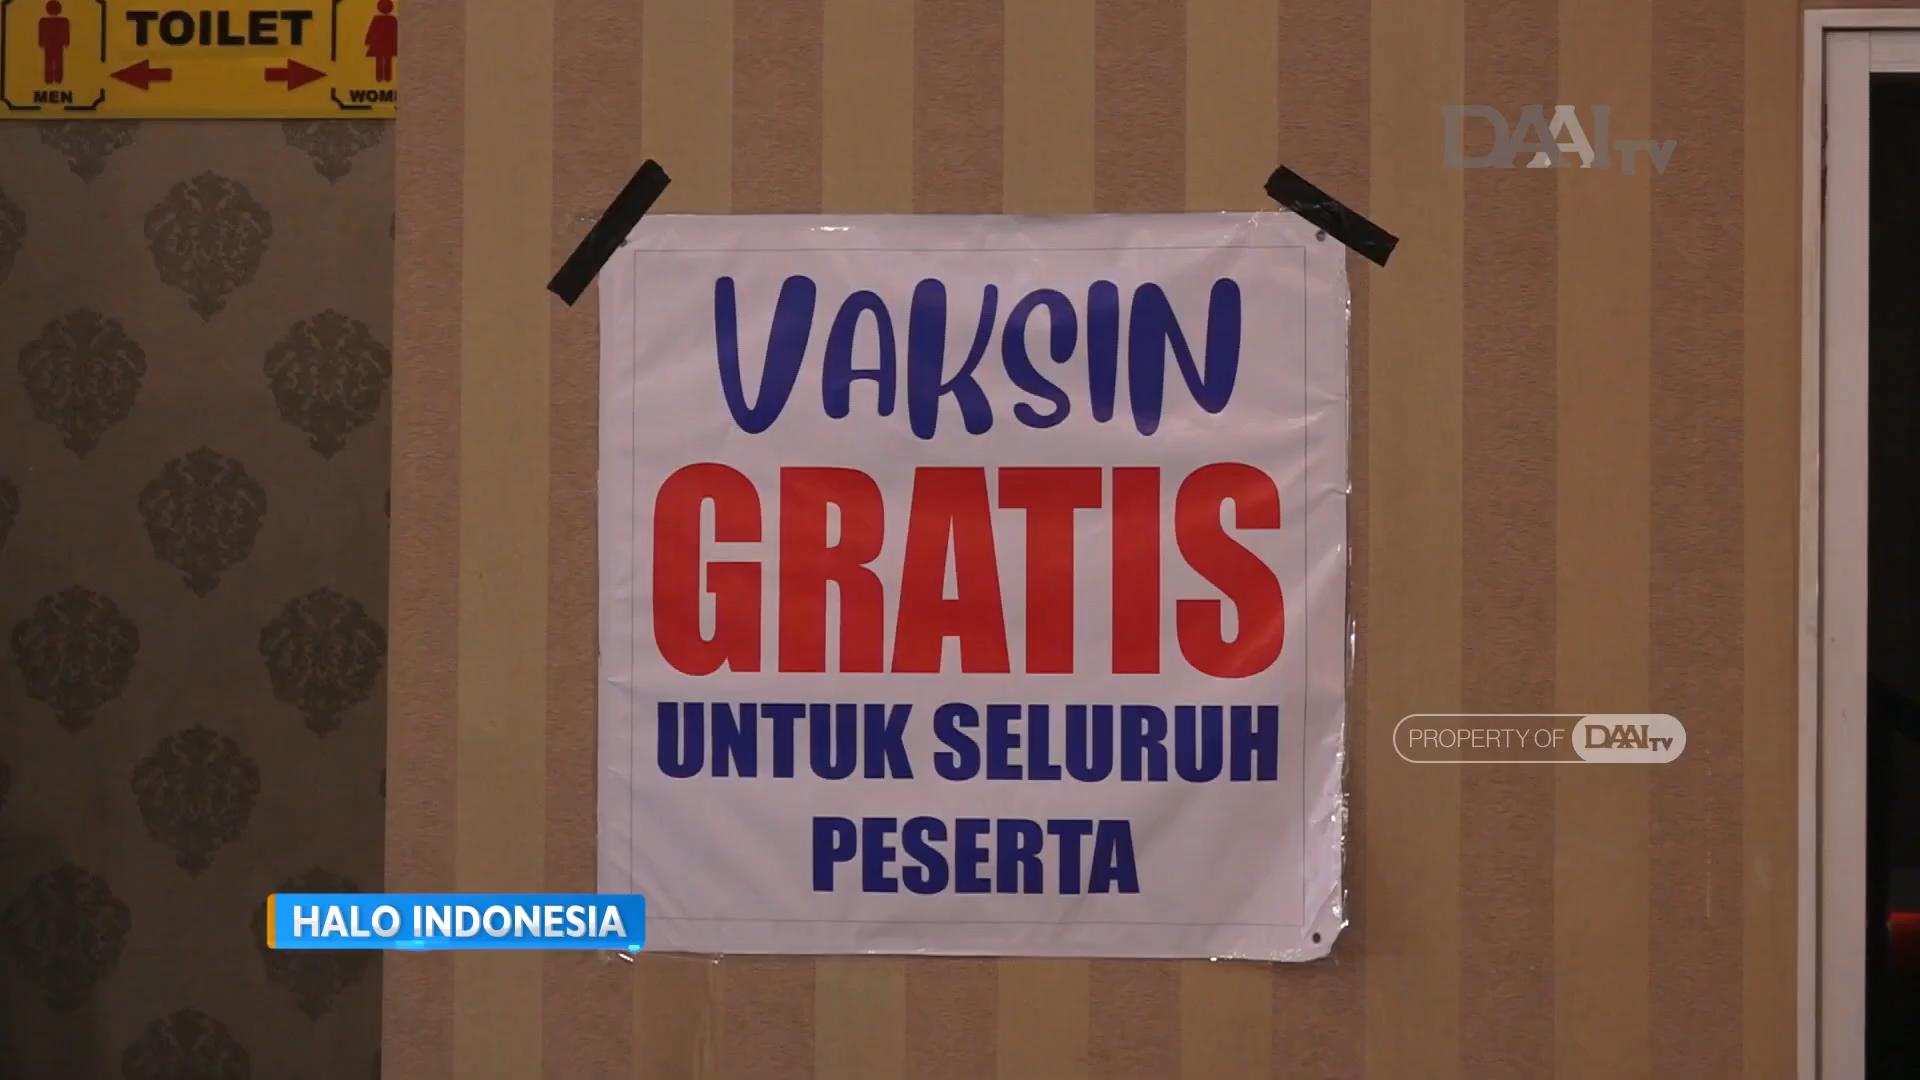 TOILET
MEN
DAAI TV
VAKSIN
GRATIS
UNTUK SELURUH
PESERTA
PROPERTY OF DAAI TV
HALO INDONESIA